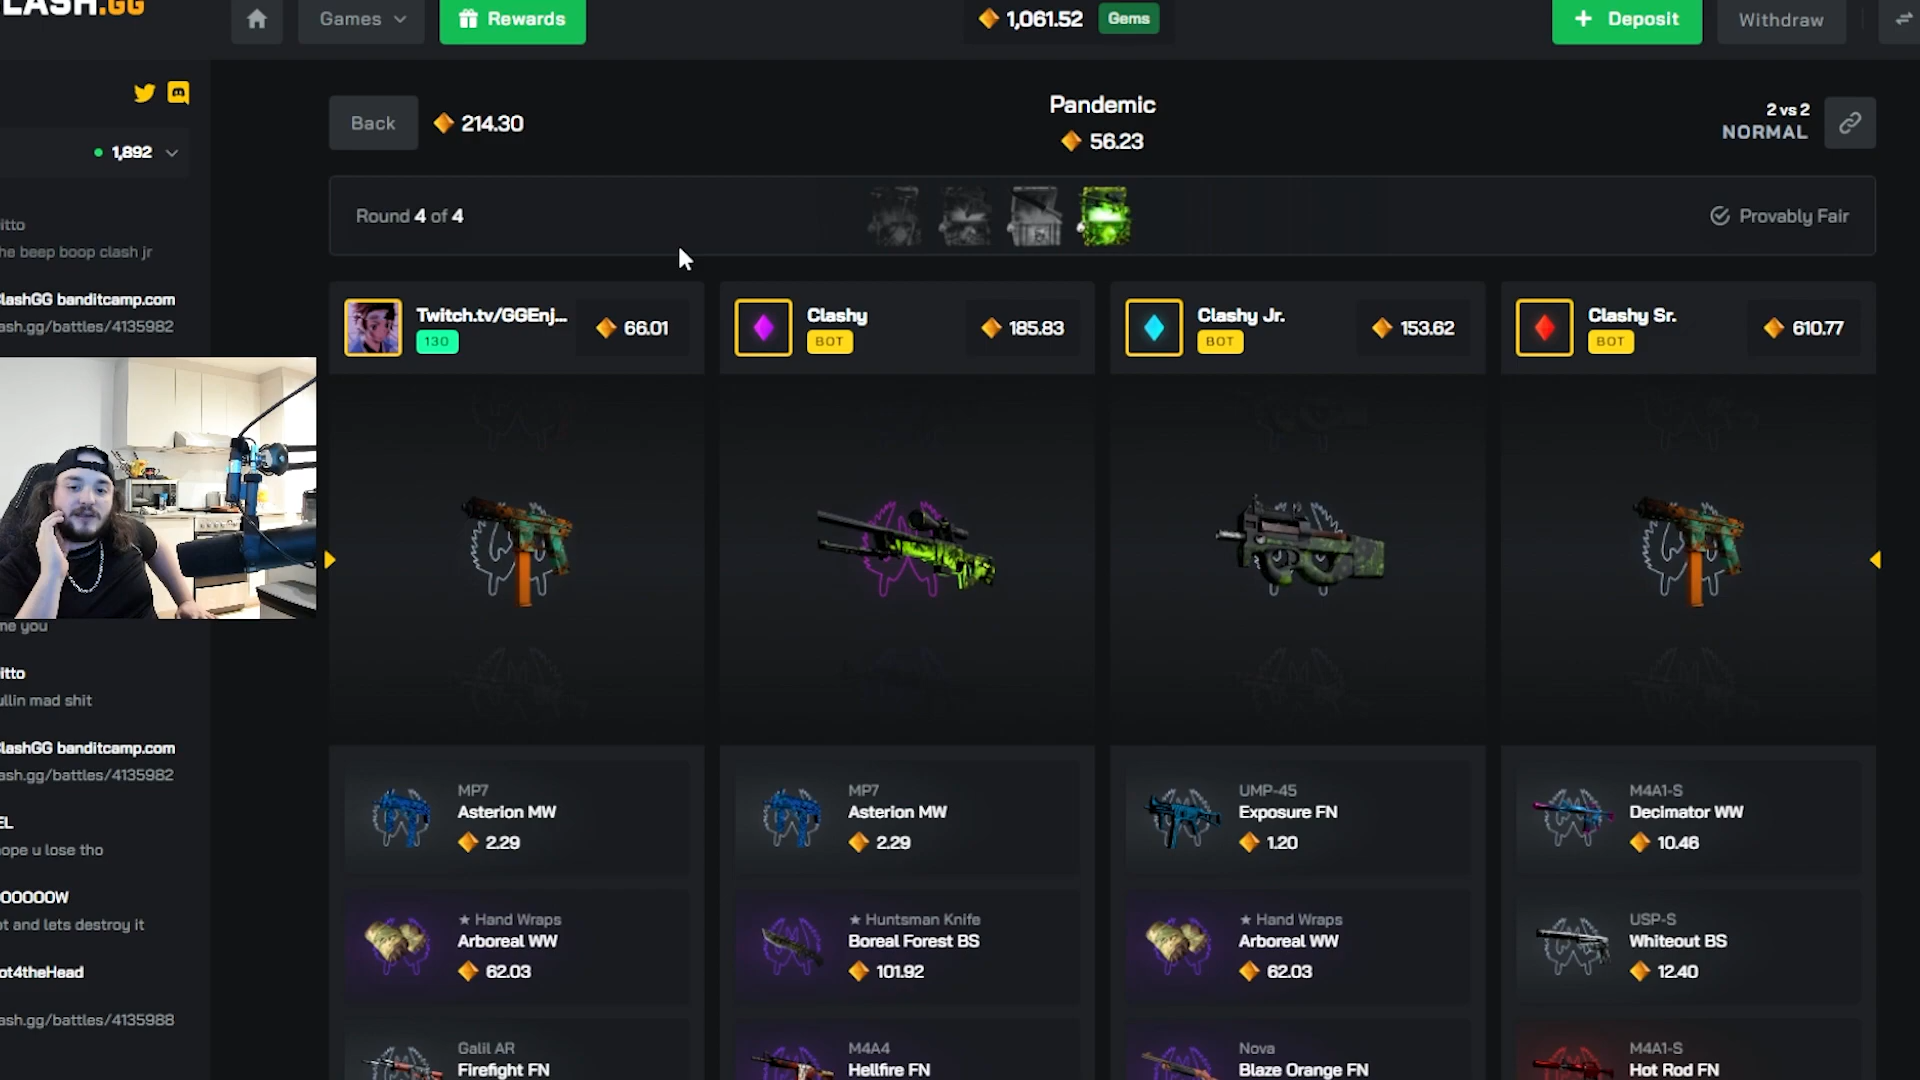 LASH.GG
Games
Rewards
1,061.52 Gems
+ Deposit
Withdraw
1,892
itto
he beep boop clash jr
lashGG banditcamp.com
ash.gg/battles/4135982
me you
itto
ullin mad shit
lashGG banditcamp.com
ash.gg/battles/4135982
EL
ope u lose tho
OOOOOW
ot and lets destroy it
ot4theHead
ash.gg/battles/4135988
Back
214.30
Pandemic
56.23
2 vs 2
NORMAL
Round 4 of 4
Provably Fair
Twitch.tv/GGEnj...
130
66.01
Clashy
BOT
185.83
Clashy Jr.
BOT
153.62
Clashy Sr.
BOT
610.77
MP7
Asterion MW
2.29
★ Hand Wraps
Arboreal WW
62.03
Galil AR
Firefight FN
MP7
Asterion MW
2.29
★ Huntsman Knife
Boreal Forest BS
101.92
M4A4
Hellfire FN
UMP-45
Exposure FN
1.20
★ Hand Wraps
Arboreal WW
62.03
Nova
Blaze Orange FN
M4A1-S
Decimator WW
10.46
USP-S
Whiteout BS
12.40
M4A1-S
Hot Rod FN